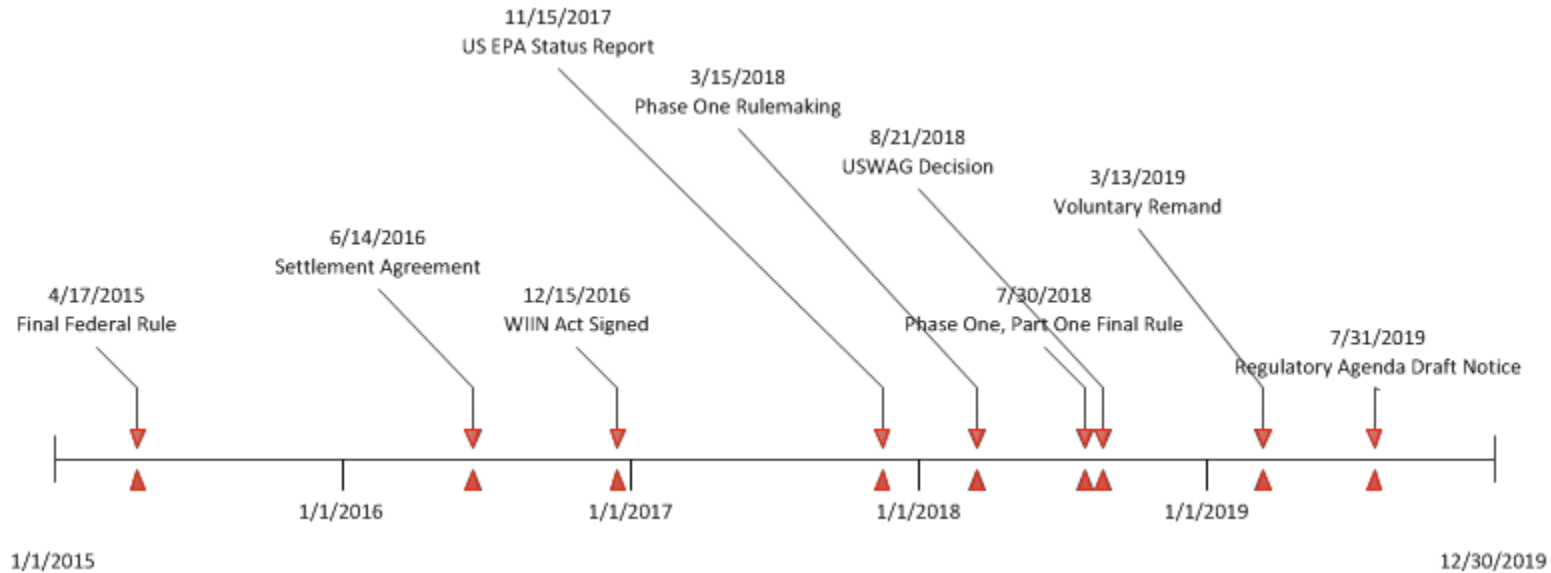 11/15/2017
US EPA Status Report
3/15/2018
Phase One Rulemaking
8/21/2018
USWAG Decision
3/13/2019
Voluntary Remand
6/14/2016
Settlement Agreement
4/17/2015
Final Federal Rule
12/15/2016
WIIN Act Signed
7/30/2018
Phase One, Part One Final Rule
7/31/2019
Regulatory Agenda Draft Notice
1/1/2016
1/1/2017
1/1/2018
1/1/2019
1/1/2015
12/30/2019